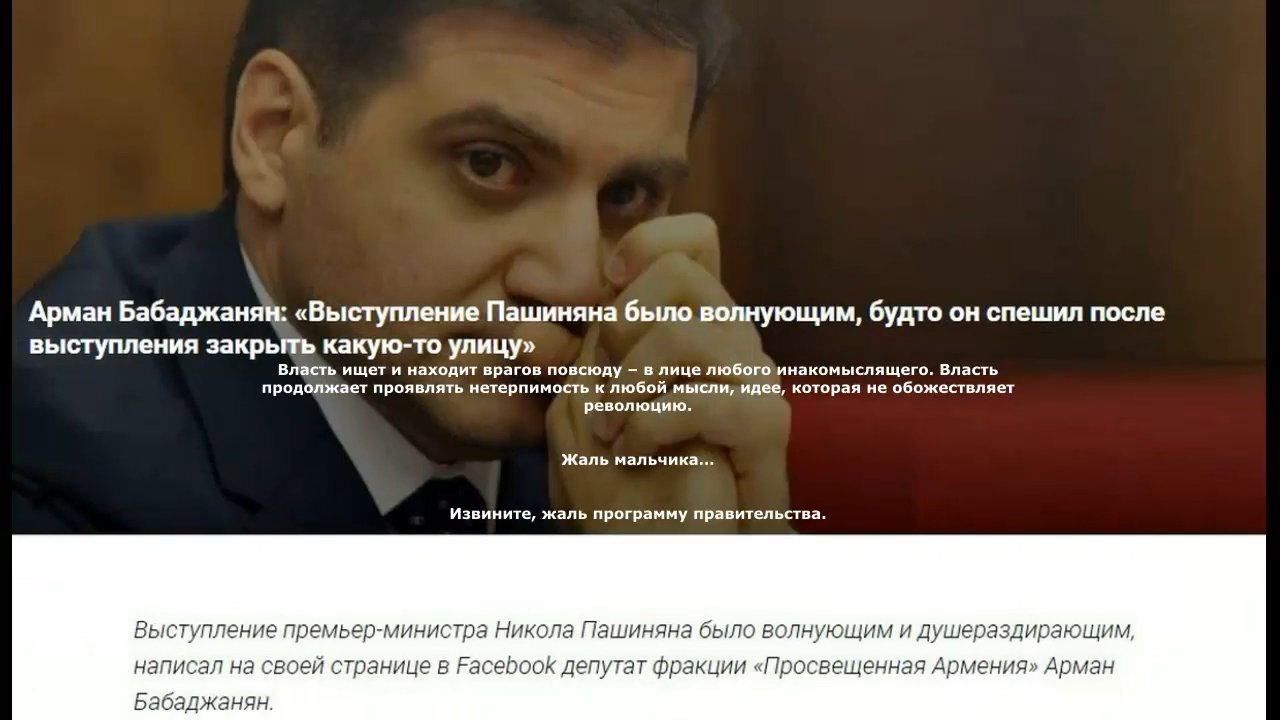 Арман Бабаджанян: «Выступление Пашиняна было волнующим, будто он спешил после
выступления закрыть какую-то улицу»
Власть ищет и находит врагов повсюду – в лице любого инакомыслящего. Власть
продолжает проявлять нетерпимость к любой мысли, идее, которая не обожествляет
революцию.
Жаль мальчика...
Извините, жаль программу правительства.
Выступление премьер-министра Никола Пашиняна было волнующим и душераздирающим,
написал на своей странице в Facebook депутат фракции «Просвещенная Армения» Арман
Бабаджанян.